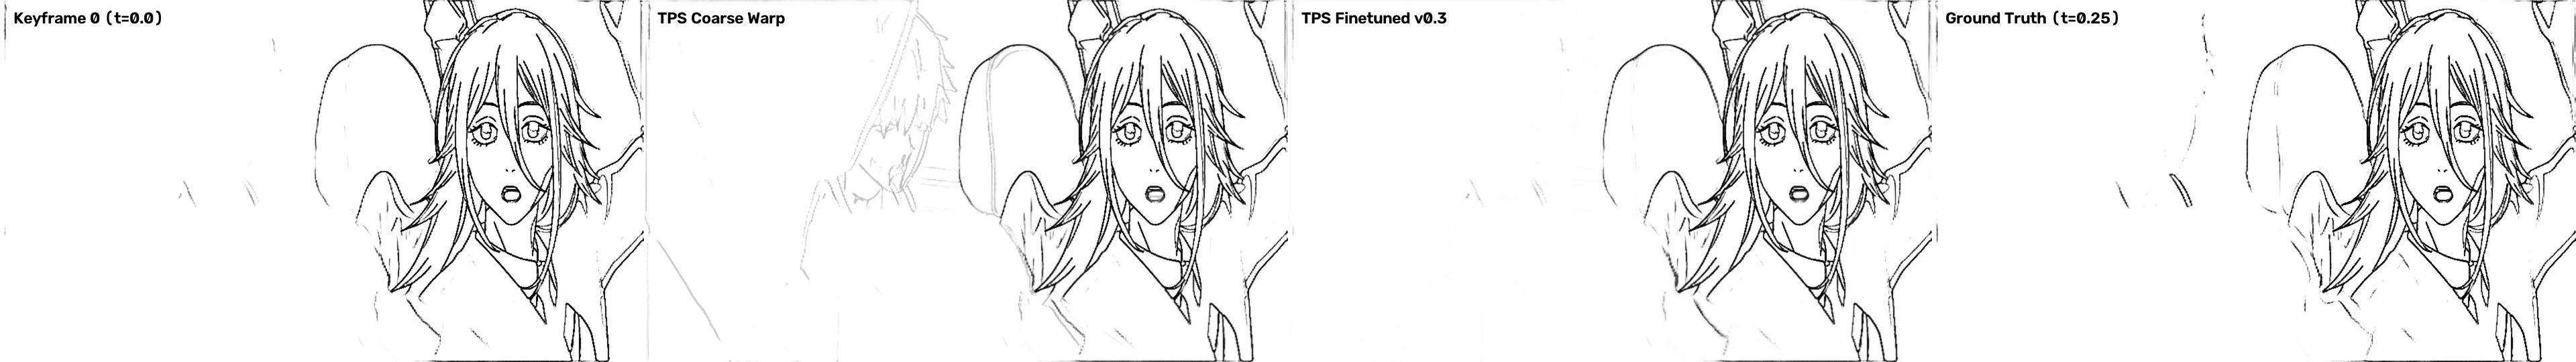 Keyframe 0 (t=0.0)
TPS Coarse Warp
TPS Finetuned v0.3
Ground Truth (t=0.25)